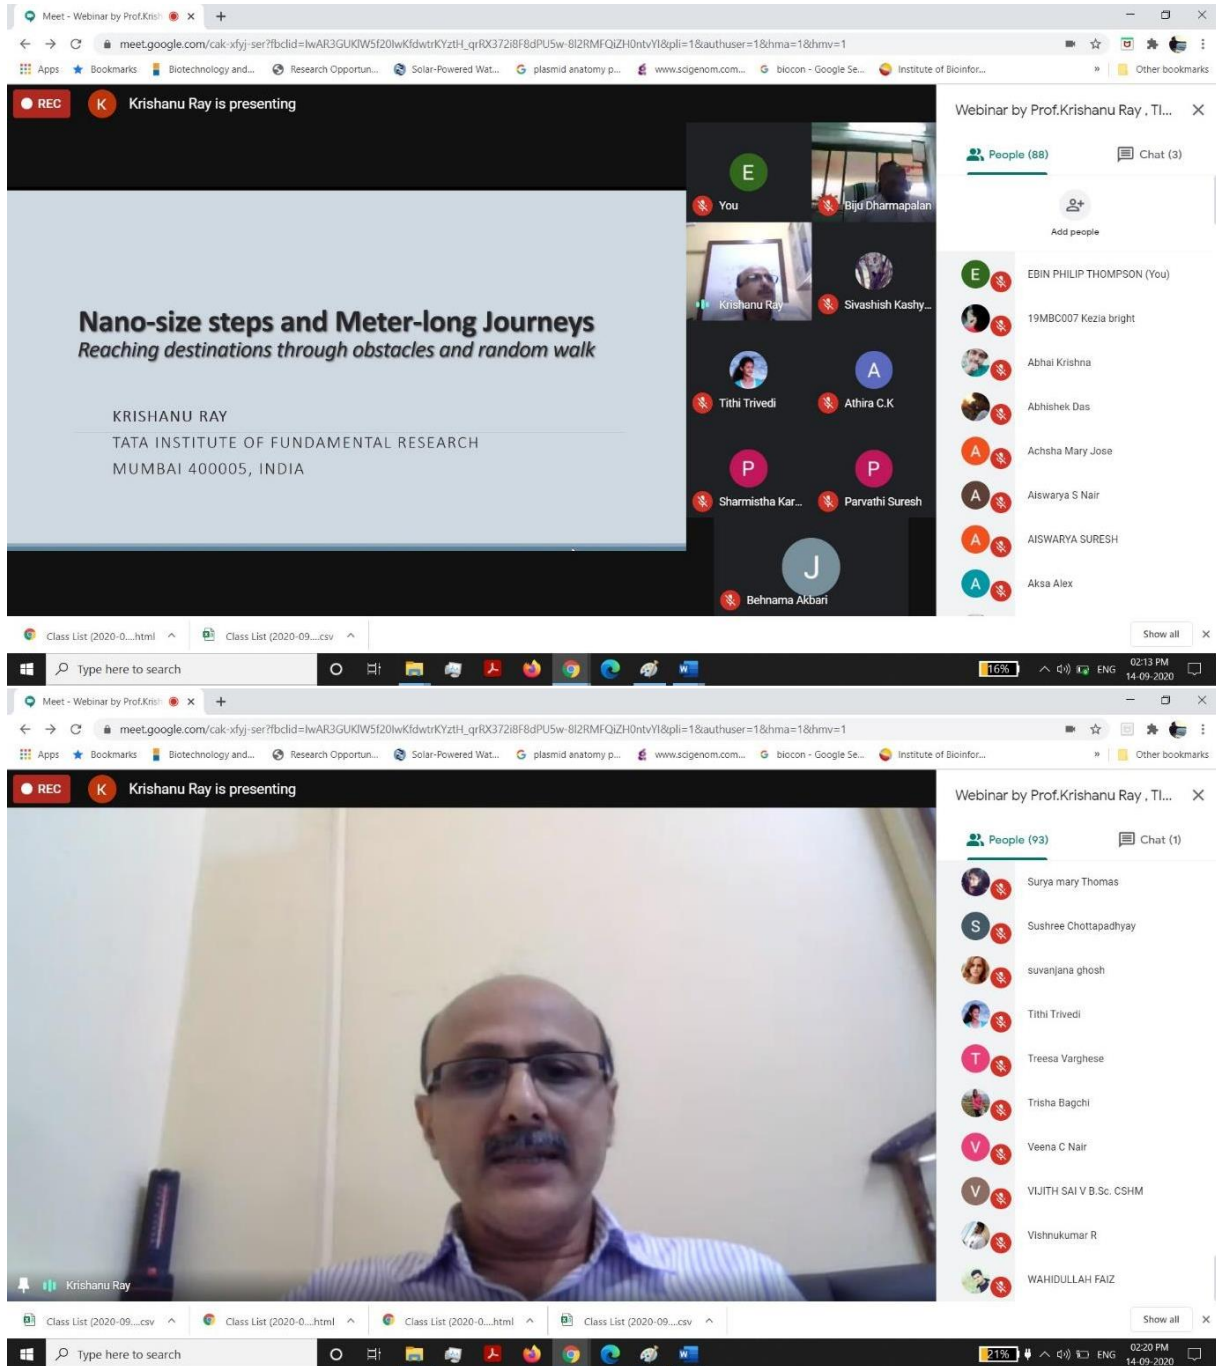 Meet - Webinar by Prof.Krish
meet.google.com/cak-xfyj-ser?fbclid=IwAR3GUKlW5f20lwKfdwtrKYztH_qrRX372i8F8dPU5w-8l2RMFQiZH0ntvYI&pli=1&authuser=1&hma=1&hmv=1
Apps Bookmarks Biotechnology and... Research Opportun... Solar-Powered Wat... plasmid anatomy p... www.scigenom.com... biocon - Google Se... Institute of Bioinfor... » Other bookmarks
REC K Krishanu Ray is presenting
Webinar by Prof.Krishanu Ray , TI...
People (88) Chat (3)
Add people
E
You
Biju Dharmapalan
Krishanu Ray
Sivashish Kashy...
Tithi Trivedi
A
Athira C.K
P
Sharmistha Kar...
P
Parvathi Suresh
J
Behnama Akbari
Nano-size steps and Meter-long Journeys
Reaching destinations through obstacles and random walk
KRISHANU RAY
TATA INSTITUTE OF FUNDAMENTAL RESEARCH
MUMBAI 400005, INDIA
E EBIN PHILIP THOMPSON (You)
19MBC007 Kezia bright
Abhai Krishna
Abhishek Das
A Achsha Mary Jose
A Aiswarya S Nair
A AISWARYA SURESH
A Aksa Alex
Class List (2020-0....html Class List (2020-09....csv Show all
Type here to search 16% ENG 02:13 PM
14-09-2020
Meet - Webinar by Prof.Krish
meet.google.com/cak-xfyj-ser?fbclid=IwAR3GUKlW5f20lwKfdwtrKYztH_qrRX372i8F8dPU5w-8l2RMFQiZH0ntvYI&pli=1&authuser=1&hma=1&hmv=1
Apps Bookmarks Biotechnology and... Research Opportun... Solar-Powered Wat... plasmid anatomy p... www.scigenom.com... biocon - Google Se... Institute of Bioinfor... » Other bookmarks
REC K Krishanu Ray is presenting
Webinar by Prof.Krishanu Ray , TI...
People (93) Chat (1)
Surya mary Thomas
S Sushree Chottapadhyay
suvanjana ghosh
Tithi Trivedi
T Treesa Varghese
Trisha Bagchi
V Veena C Nair
V VIJITH SAI V B.Sc. CSHM
Vishnukumar R
WAHIDULLAH FAIZ
Krishanu Ray
Class List (2020-09....csv Class List (2020-0....html Class List (2020-0....html Class List (2020-09....csv Show all
Type here to search 21% ENG 02:20 PM
14-09-2020